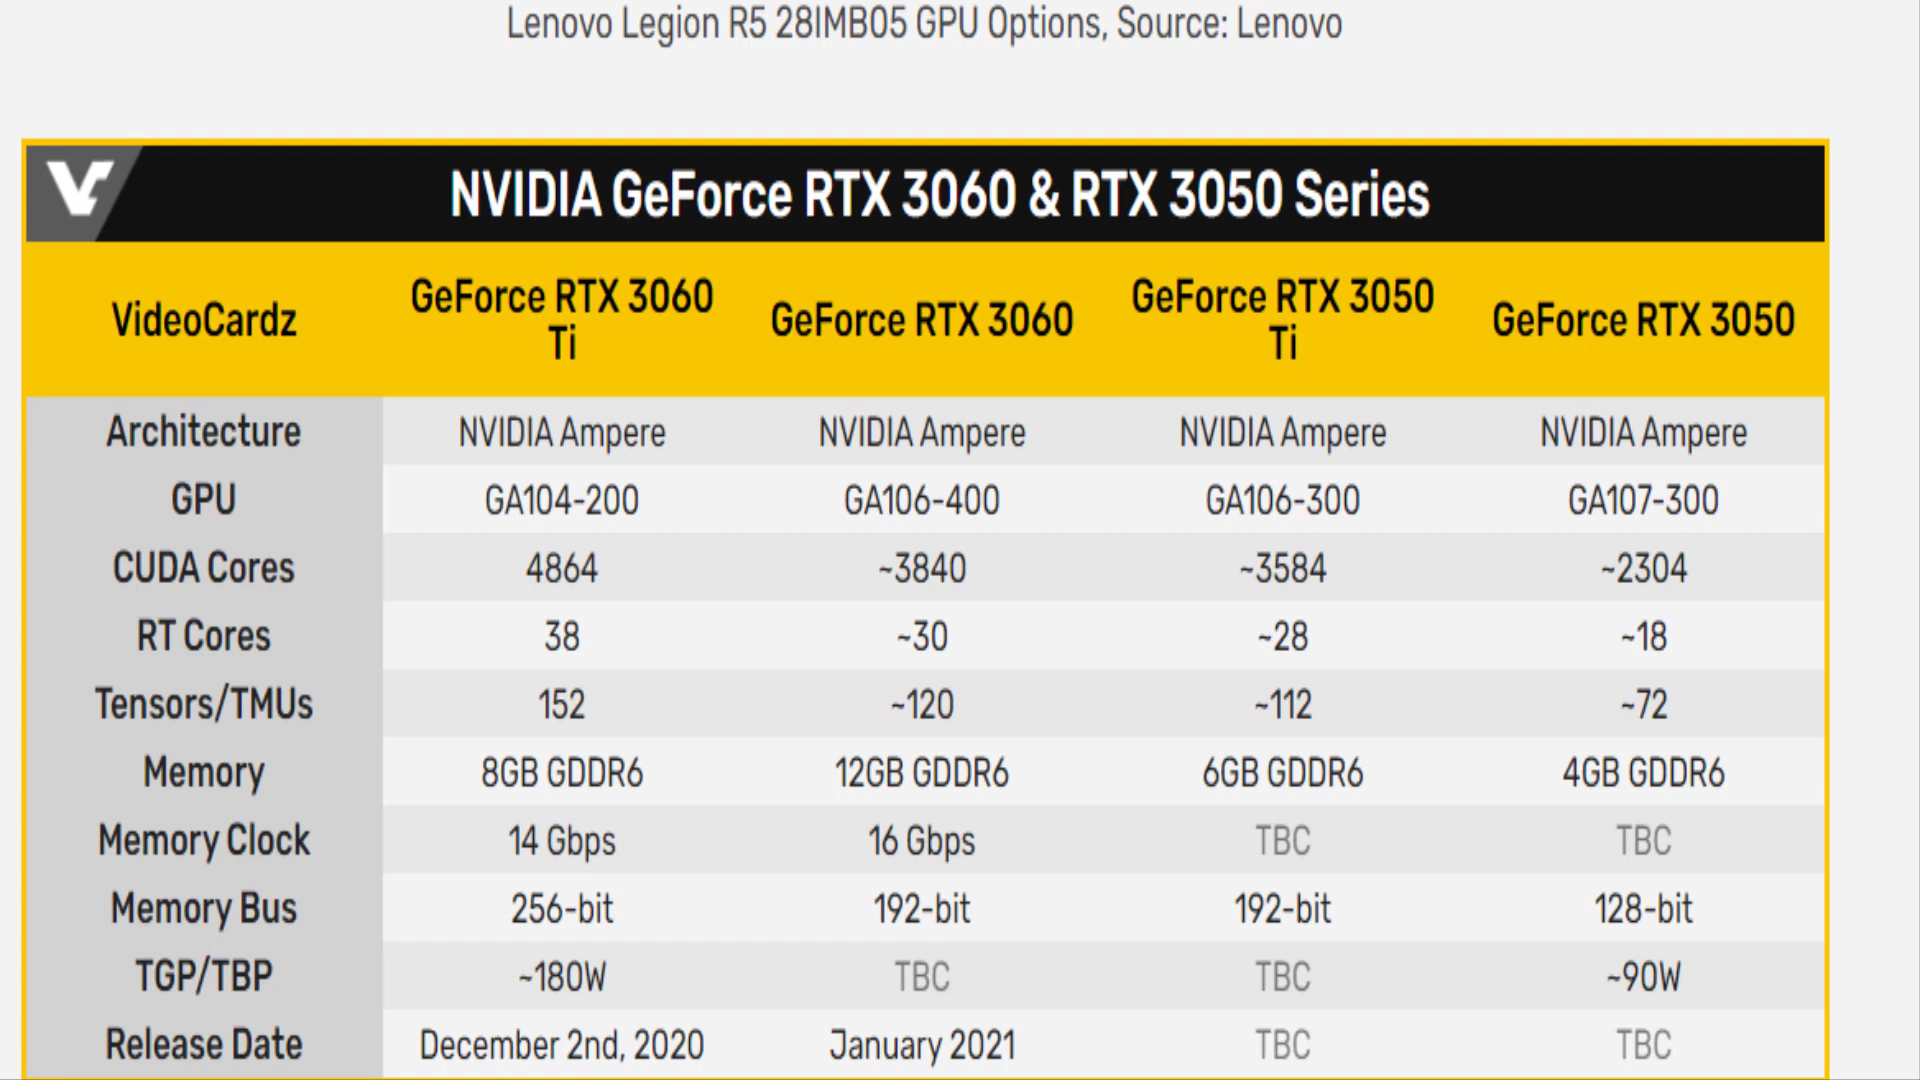 Lenovo Legion R5 28IMB05 GPU Options, Source: Lenovo
NVIDIA GeForce RTX 3060 & RTX 3050 Series
VideoCardz GeForce RTX 3060 Ti GeForce RTX 3060 GeForce RTX 3050 Ti GeForce RTX 3050
Architecture NVIDIA Ampere NVIDIA Ampere NVIDIA Ampere NVIDIA Ampere
GPU GA104-200 GA106-400 GA106-300 GA107-300
CUDA Cores 4864 ~3840 ~3584 ~2304
RT Cores 38 ~30 ~28 ~18
Tensors/TMUs 152 ~120 ~112 ~72
Memory 8GB GDDR6 12GB GDDR6 6GB GDDR6 4GB GDDR6
Memory Clock 14 Gbps 16 Gbps TBC TBC
Memory Bus 256-bit 192-bit 192-bit 128-bit
TGP/TBP ~180W TBC TBC ~90W
Release Date December 2nd, 2020 January 2021 TBC TBC